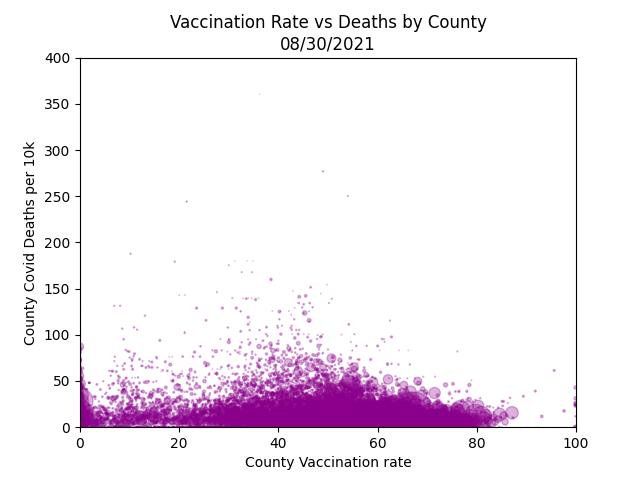 Vaccination Rate vs Deaths by County
08/30/2021
400
350
300
250
200
150
100
50
0
County Covid Deaths per 10k
0 20 40 60 80 100
County Vaccination rate